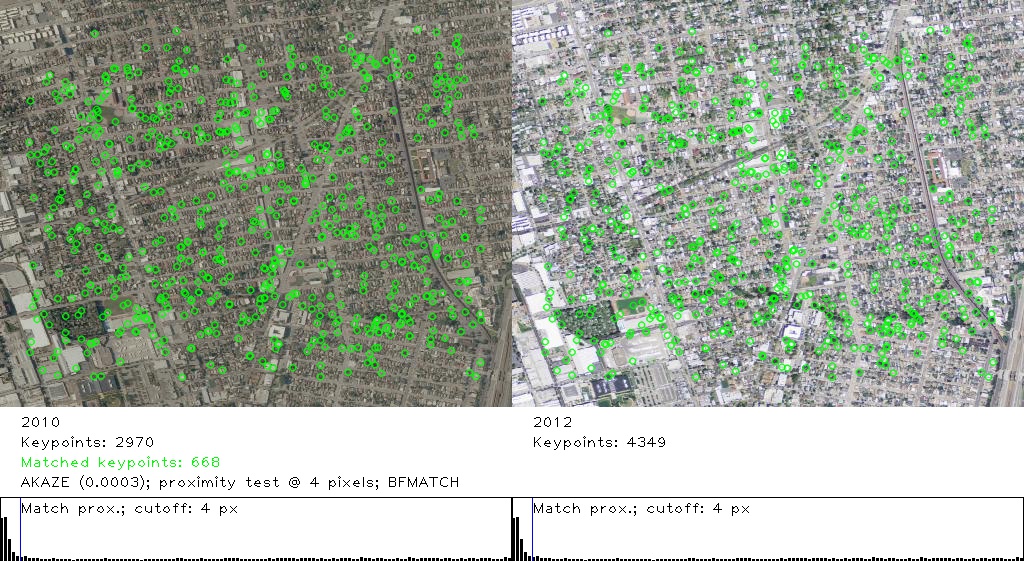 2010
Keypoints: 2970
Matched keypoints: 668
AKAZE (0.0003); proximity test @ 4 pixels; BFMATCH
2012
Keypoints: 4349
Match prox.; cutoff: 4 px
Match prox.; cutoff: 4 px